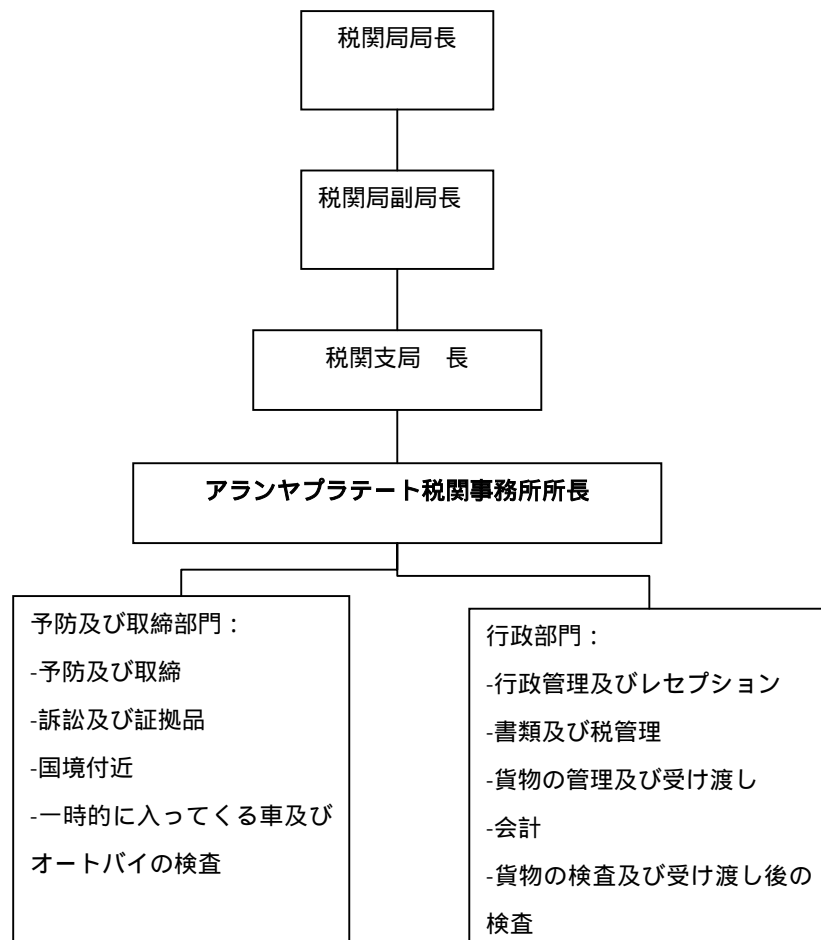 税関局局長
税関局副局長
税関支局　長
アランヤプラテート税関事務所所長
予防及び取締部門：
-予防及び取締
-訴訟及び証拠品
-国境付近
-一時的に入ってくる車及び
オートバイの検査
行政部門：
-行政管理及びレセプション
-書類及び税管理
-貨物の管理及び受け渡し
-会計
-貨物の検査及び受け渡し後の
検査